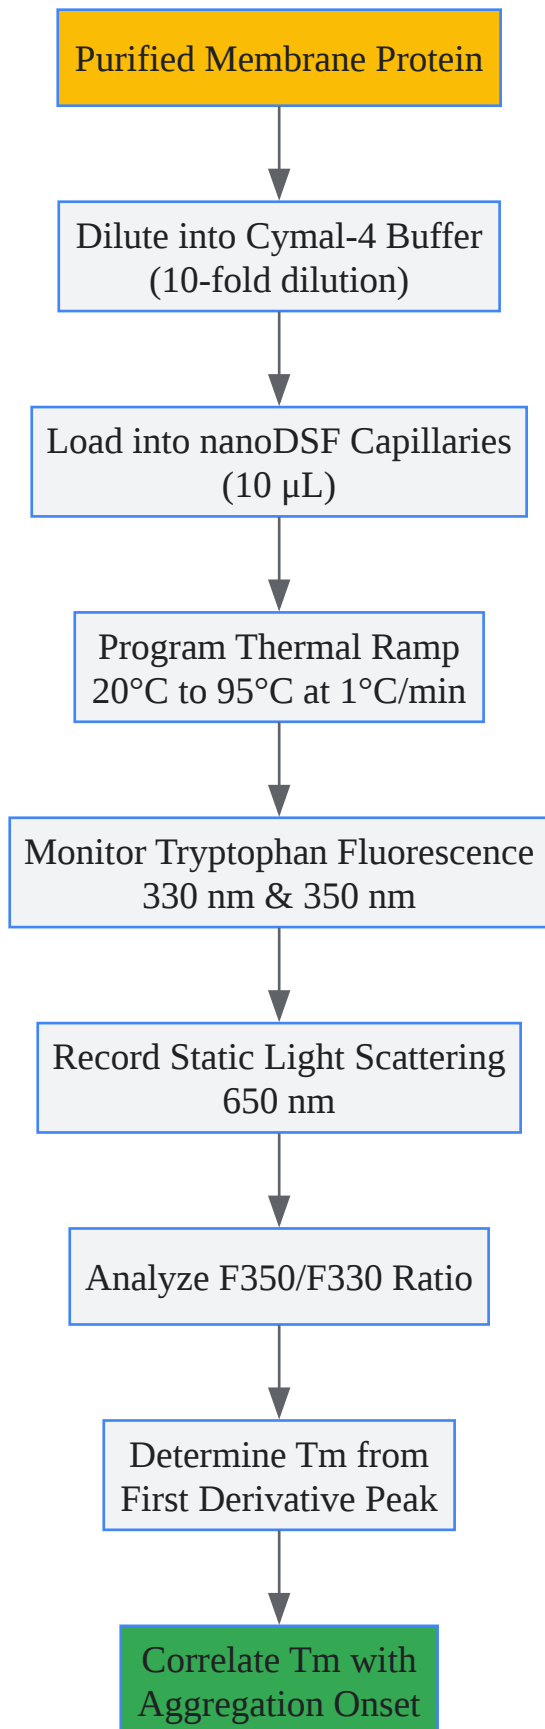 Purified Membrane Protein
Dilute into Cymal-4 Buffer
(10-fold dilution)
Load into nanoDSF Capillaries
(10 μL)
Program Thermal Ramp
20°C to 95°C at 1°C/min
Monitor Tryptophan Fluorescence
330 nm & 350 nm
Record Static Light Scattering
650 nm
Analyze F350/F330 Ratio
Determine Tm from
First Derivative Peak
Correlate Tm with
Aggregation Onset